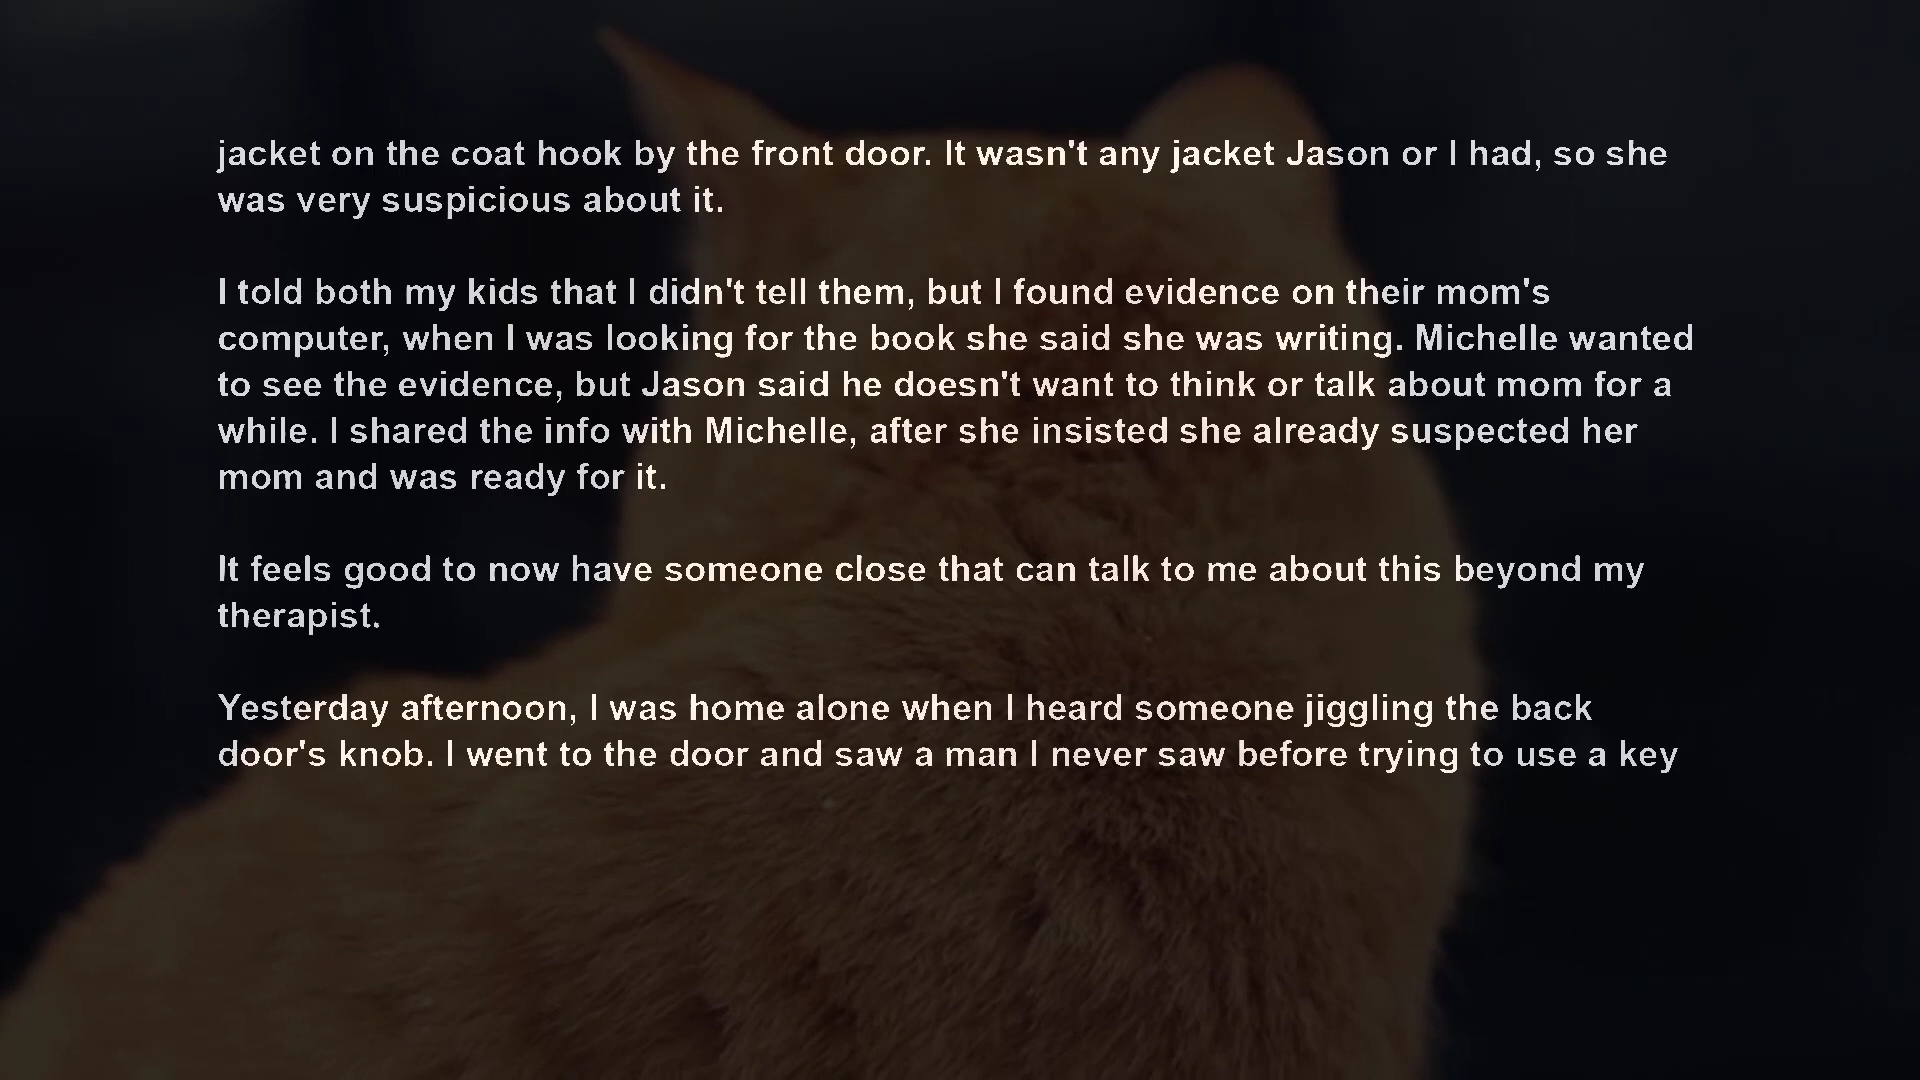 jacket on the coat hook by the front door. It wasn't any jacket Jason or I had, so she
was very suspicious about it.
I told both my kids that I didn't tell them, but I found evidence on their mom's
computer, when I was looking for the book she said she was writing. Michelle wanted
to see the evidence, but Jason said he doesn't want to think or talk about mom for a
while. I shared the info with Michelle, after she insisted she already suspected her
mom and was ready for it.
It feels good to now have someone close that can talk to me about this beyond my
therapist.
Yesterday afternoon, I was home alone when I heard someone jiggling the back
door's knob. I went to the door and saw a man I never saw before trying to use a key